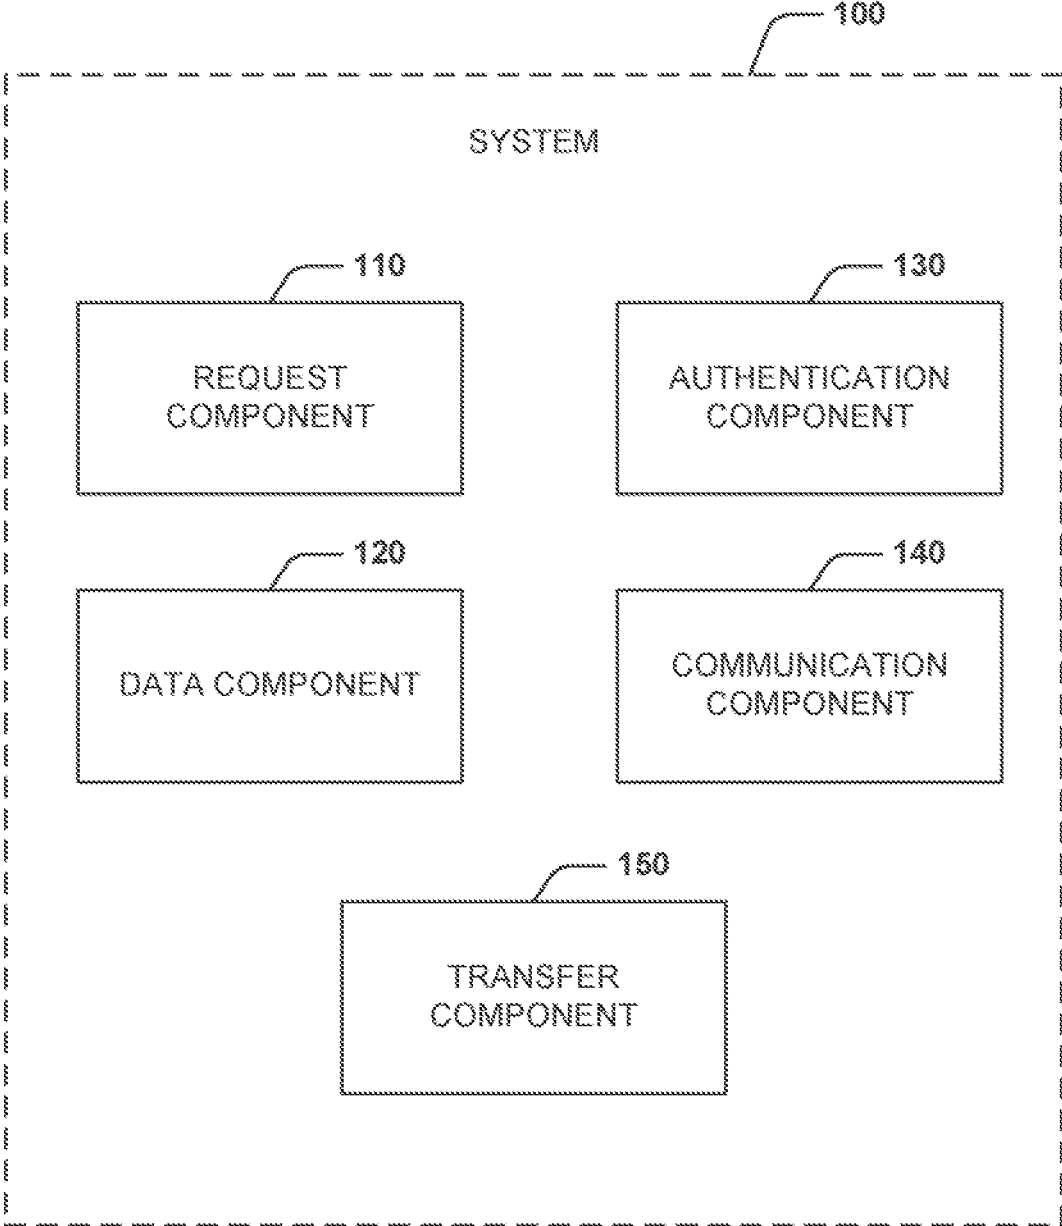 100
SYSTEM
110
REQUEST
COMPONENT
130
AUTHENTICATION
COMPONENT
120
DATA COMPONENT
140
COMMUNICATION
COMPONENT
150
TRANSFER
COMPONENT